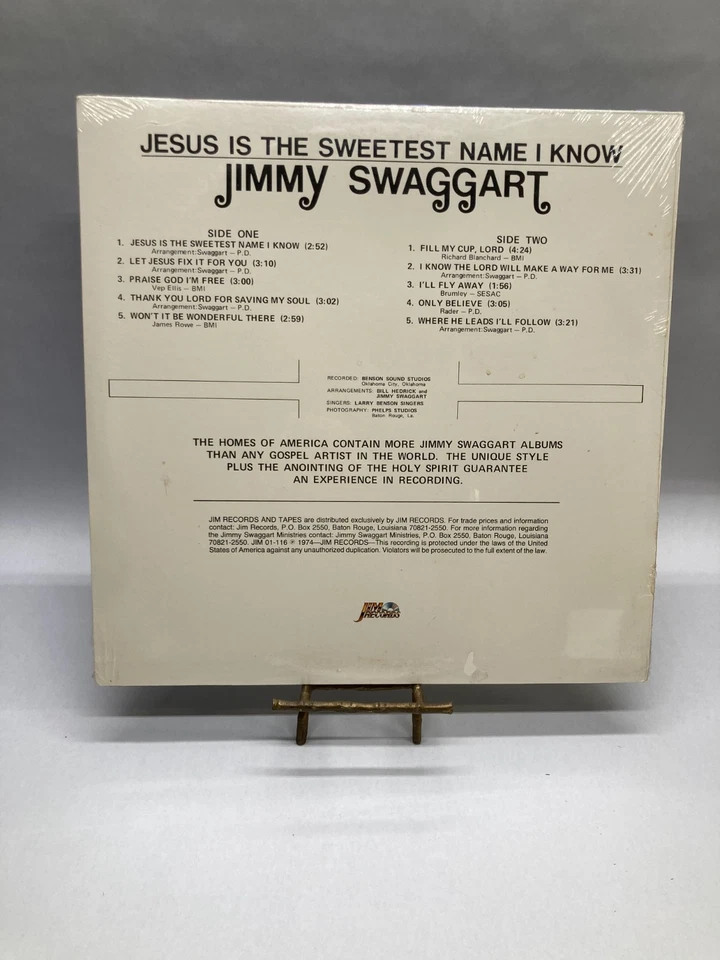 JESUS IS THE SWEETEST NAME I KNOW
JIMMY SWAGGART
SIDE ONE
1. JESUS IS THE SWEETEST NAME I KNOW (2:52)
Arrangement:Swaggart – P.D.
2. LET JESUS FIX IT FOR YOU (3:10)
Arrangement:Swaggart – P.D.
3. PRAISE GOD I'M FREE (3:00)
Vep Ellis – BMI
4. THANK YOU LORD FOR SAVING MY SOUL (3:02)
Arrangement:Swaggart – P.D.
5. WON'T IT BE WONDERFUL THERE (2:59)
James Rowe – BMI
SIDE TWO
1. FILL MY CUP, LORD (4:24)
Richard Blanchard – BMI
2. I KNOW THE LORD WILL MAKE A WAY FOR ME (3:31)
Arrangement:Swaggart – P.D.
3. I'LL FLY AWAY (1:56)
Brumley – SESAC
4. ONLY BELIEVE (3:05)
Rader – P.D.
5. WHERE HE LEADS I'LL FOLLOW (3:21)
Arrangement:Swaggart – P.D.
RECORDED: BENSON SOUND STUDIOS
Oklahoma City, Oklahoma
ARRANGEMENTS: BILL HEDRICK and
JIMMY SWAGGART
SINGERS: LARRY BENSON SINGERS
PHOTOGRAPHY: PHELPS STUDIOS
Baton Rouge, La.
THE HOMES OF AMERICA CONTAIN MORE JIMMY SWAGGART ALBUMS
THAN ANY GOSPEL ARTIST IN THE WORLD. THE UNIQUE STYLE
PLUS THE ANOINTING OF THE HOLY SPIRIT GUARANTEE
AN EXPERIENCE IN RECORDING.
JIM RECORDS AND TAPES are distributed exclusively by JIM RECORDS. For trade prices and information
contact: Jim Records, P.O. Box 2550, Baton Rouge, Louisiana 70821-2550. For more information regarding
the Jimmy Swaggart Ministries contact: Jimmy Swaggart Ministries, P.O. Box 2550, Baton Rouge, Louisiana
70821-2550. JIM 01-116 ℗ 1974—JIM RECORDS—This recording is protected under the laws of the United
States of America against any unauthorized duplication. Violators will be prosecuted to the full extent of the law.
JIM
RECORDS